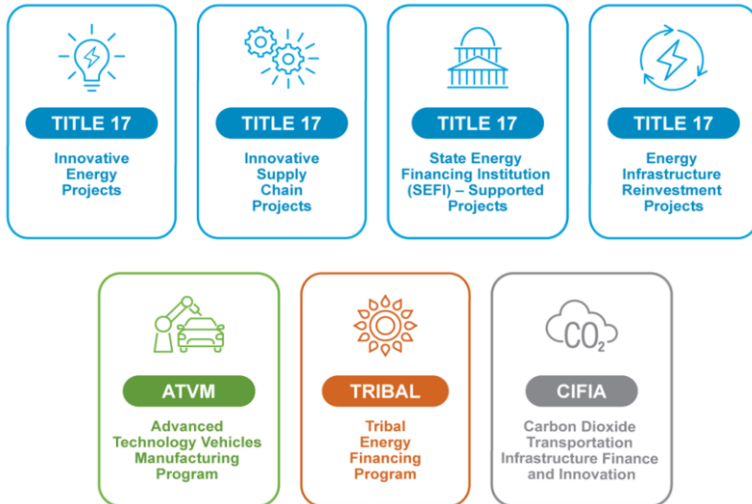 TITLE 17
Innovative
Energy
Projects
TITLE 17
Innovative
Supply
Chain
Projects
TITLE 17
State Energy
Financing Institution
(SEFI) – Supported
Projects
TITLE 17
Energy
Infrastructure
Reinvestment
Projects
ATVM
Advanced
Technology Vehicles
Manufacturing
Program
TRIBAL
Tribal
Energy
Financing
Program
CO₂
CIFIA
Carbon Dioxide
Transportation
Infrastructure Finance
and Innovation